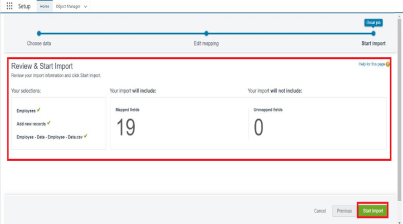 Setup Home Object Manager
Choose data
Edit mapping
Start import
Review & Start Import
Help for this page
Review your import information and click Start Import.
Your selections:
Your import will include:
Your import will not include:
Employees
Mapped fields
Unmapped fields
19
0
Add new records
Employee - Data - Employee - Data.csv
Cancel
Previous
Start Import